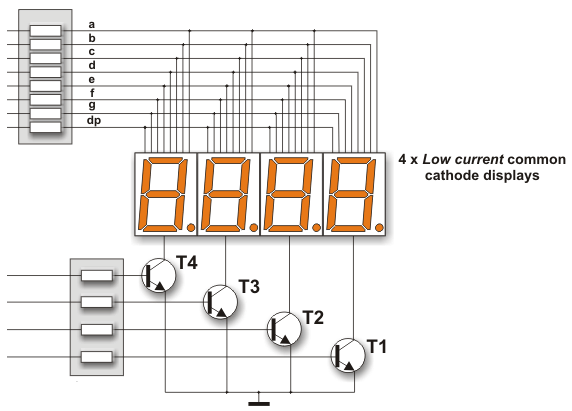 a
b
c
d
e
f
g
dp
4 x Low current common
cathode displays
T4
T3
T2
T1